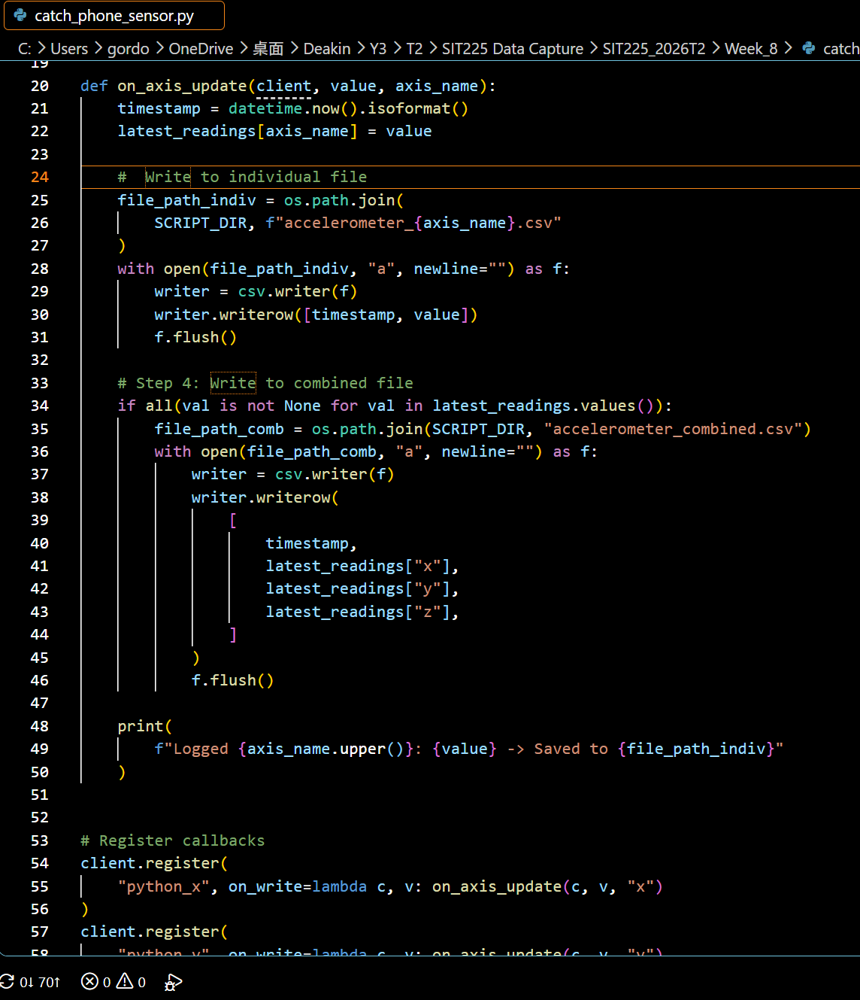 catch_phone_sensor.py
C: > Users > gordo > OneDrive > 桌面 > Deakin > Y3 > T2 > SIT225 Data Capture > SIT225_2026T2 > Week_8 > catch
19
20 def on_axis_update(client, value, axis_name):
21 timestamp = datetime.now().isoformat()
22 latest_readings[axis_name] = value
23
24 #  Write to individual file
25 file_path_indiv = os.path.join(
26 SCRIPT_DIR, f"accelerometer_{axis_name}.csv"
27 )
28 with open(file_path_indiv, "a", newline="") as f:
29 writer = csv.writer(f)
30 writer.writerow([timestamp, value])
31 f.flush()
32
33 # Step 4: Write to combined file
34 if all(val is not None for val in latest_readings.values()):
35 file_path_comb = os.path.join(SCRIPT_DIR, "accelerometer_combined.csv")
36 with open(file_path_comb, "a", newline="") as f:
37 writer = csv.writer(f)
38 writer.writerow(
39 [
40 timestamp,
41 latest_readings["x"],
42 latest_readings["y"],
43 latest_readings["z"],
44 ]
45 )
46 f.flush()
47
48 print(
49 f"Logged {axis_name.upper()}: {value} -> Saved to {file_path_indiv}"
50 )
51
52
53 # Register callbacks
54 client.register(
55 "python_x", on_write=lambda c, v: on_axis_update(c, v, "x")
56 )
57 client.register(
58 "python_y", on_write=lambda c, v: on_axis_update(c, v, "y")
0↓ 70↑ 0 0